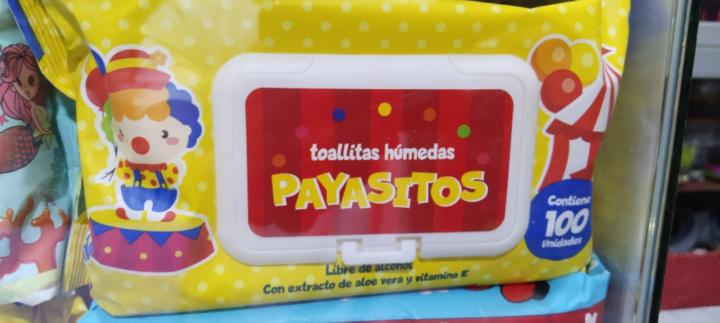 toallitas húmedas
PAYASITOS
Contiene
100
Unidades
Libre de alcohol
Con extracto de aloe vera y vitamina E